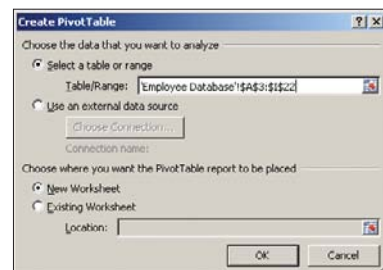 Create PivotTable
Choose the data that you want to analyze
Select a table or range
Table/Range: 'Employee Database'!$A$3:$I$22
Use an external data source
Choose Connection...
Connection name:
Choose where you want the PivotTable report to be placed
New Worksheet
Existing Worksheet
Location:
OK Cancel